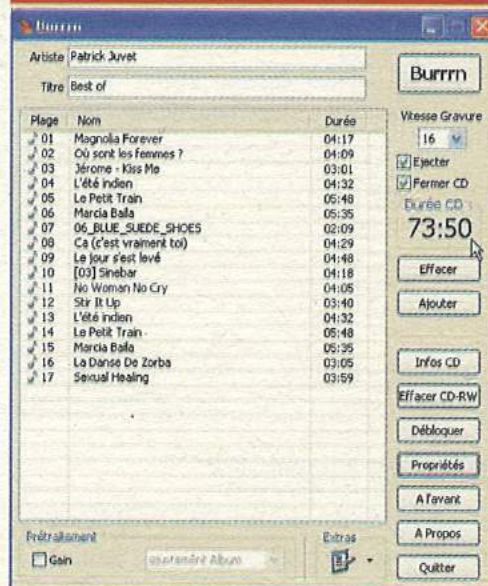 Burrrn
Artiste Patrick Juvet
Titre Best of
Burrrn
Plage Nom Durée
01 Magnolia Forever 04:17
02 Où sont les femmes ? 04:09
03 Jérome - Kiss Me 03:01
04 L'été indien 04:32
05 Le Petit Train 05:48
06 Marcia Baila 05:35
07 06_BLUE_SUEDE_SHOES 02:09
08 Ca (c'est vraiment toi) 04:29
09 Le jour s'est levé 04:48
10 [03] Sinebar 04:18
11 No Woman No Cry 04:05
12 Stir It Up 03:40
13 L'été indien 04:32
14 Le Petit Train 05:48
15 Marcia Baila 05:35
16 La Danse De Zorba 03:05
17 Sexual Healing 03:59
Vitesse Gravure
16
Ejecter
Fermer CD
Durée CD
73:50
Effacer
Ajouter
Infos CD
Effacer CD-RW
Débloquer
Propriétés
A l'avant
A Propos
Quitter
Prétraitement
Gain
Ajustement Album
Extras